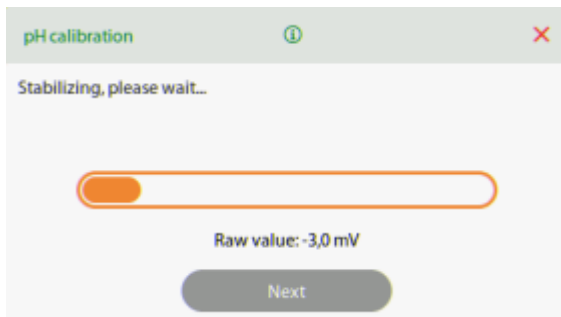 pH calibration
Stabilizing, please wait...
Raw value: -3,0 mV
Next